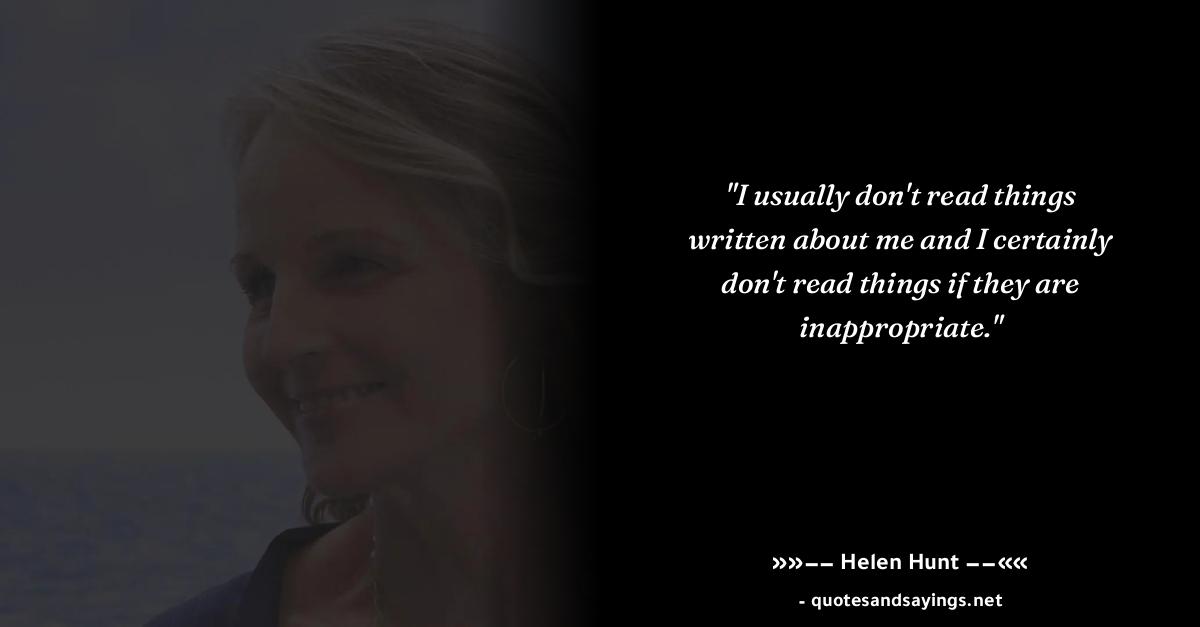 "I usually don't read things
written about me and I certainly
don't read things if they are
inappropriate."
»»–– Helen Hunt ––««
- quotesandsayings.net